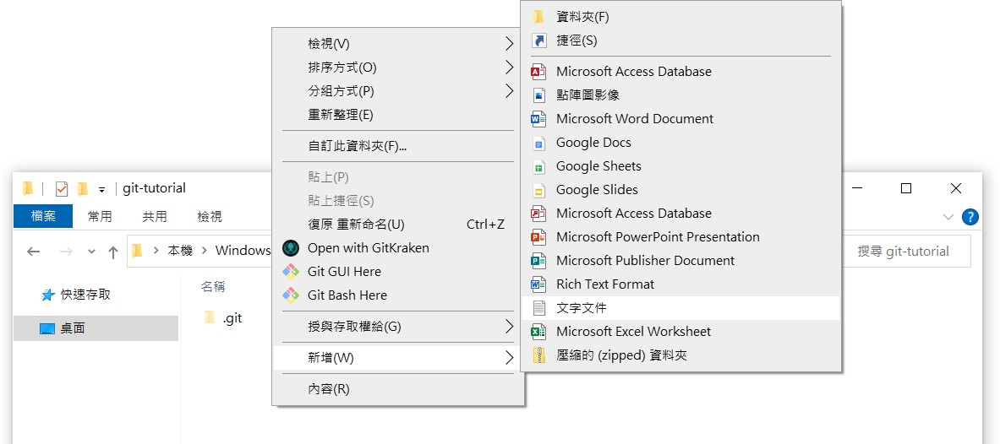 資料夾(F)
捷徑(S)
Microsoft Access Database
點陣圖影像
Microsoft Word Document
Google Docs
Google Sheets
Google Slides
Microsoft Access Database
Microsoft PowerPoint Presentation
Microsoft Publisher Document
Rich Text Format
文字文件
Microsoft Excel Worksheet
壓縮的 (zipped) 資料夾
檢視(V)
排序方式(O)
分組方式(P)
重新整理(E)
自訂此資料夾(F)...
貼上(P)
貼上捷徑(S)
復原 重新命名(U) Ctrl+Z
Open with GitKraken
Git GUI Here
Git Bash Here
授與存取權給(G)
新增(W)
內容(R)
git-tutorial
檔案 常用 共用 檢視
本機 Windows
搜尋 git-tutorial
快速存取
桌面
名稱
.git